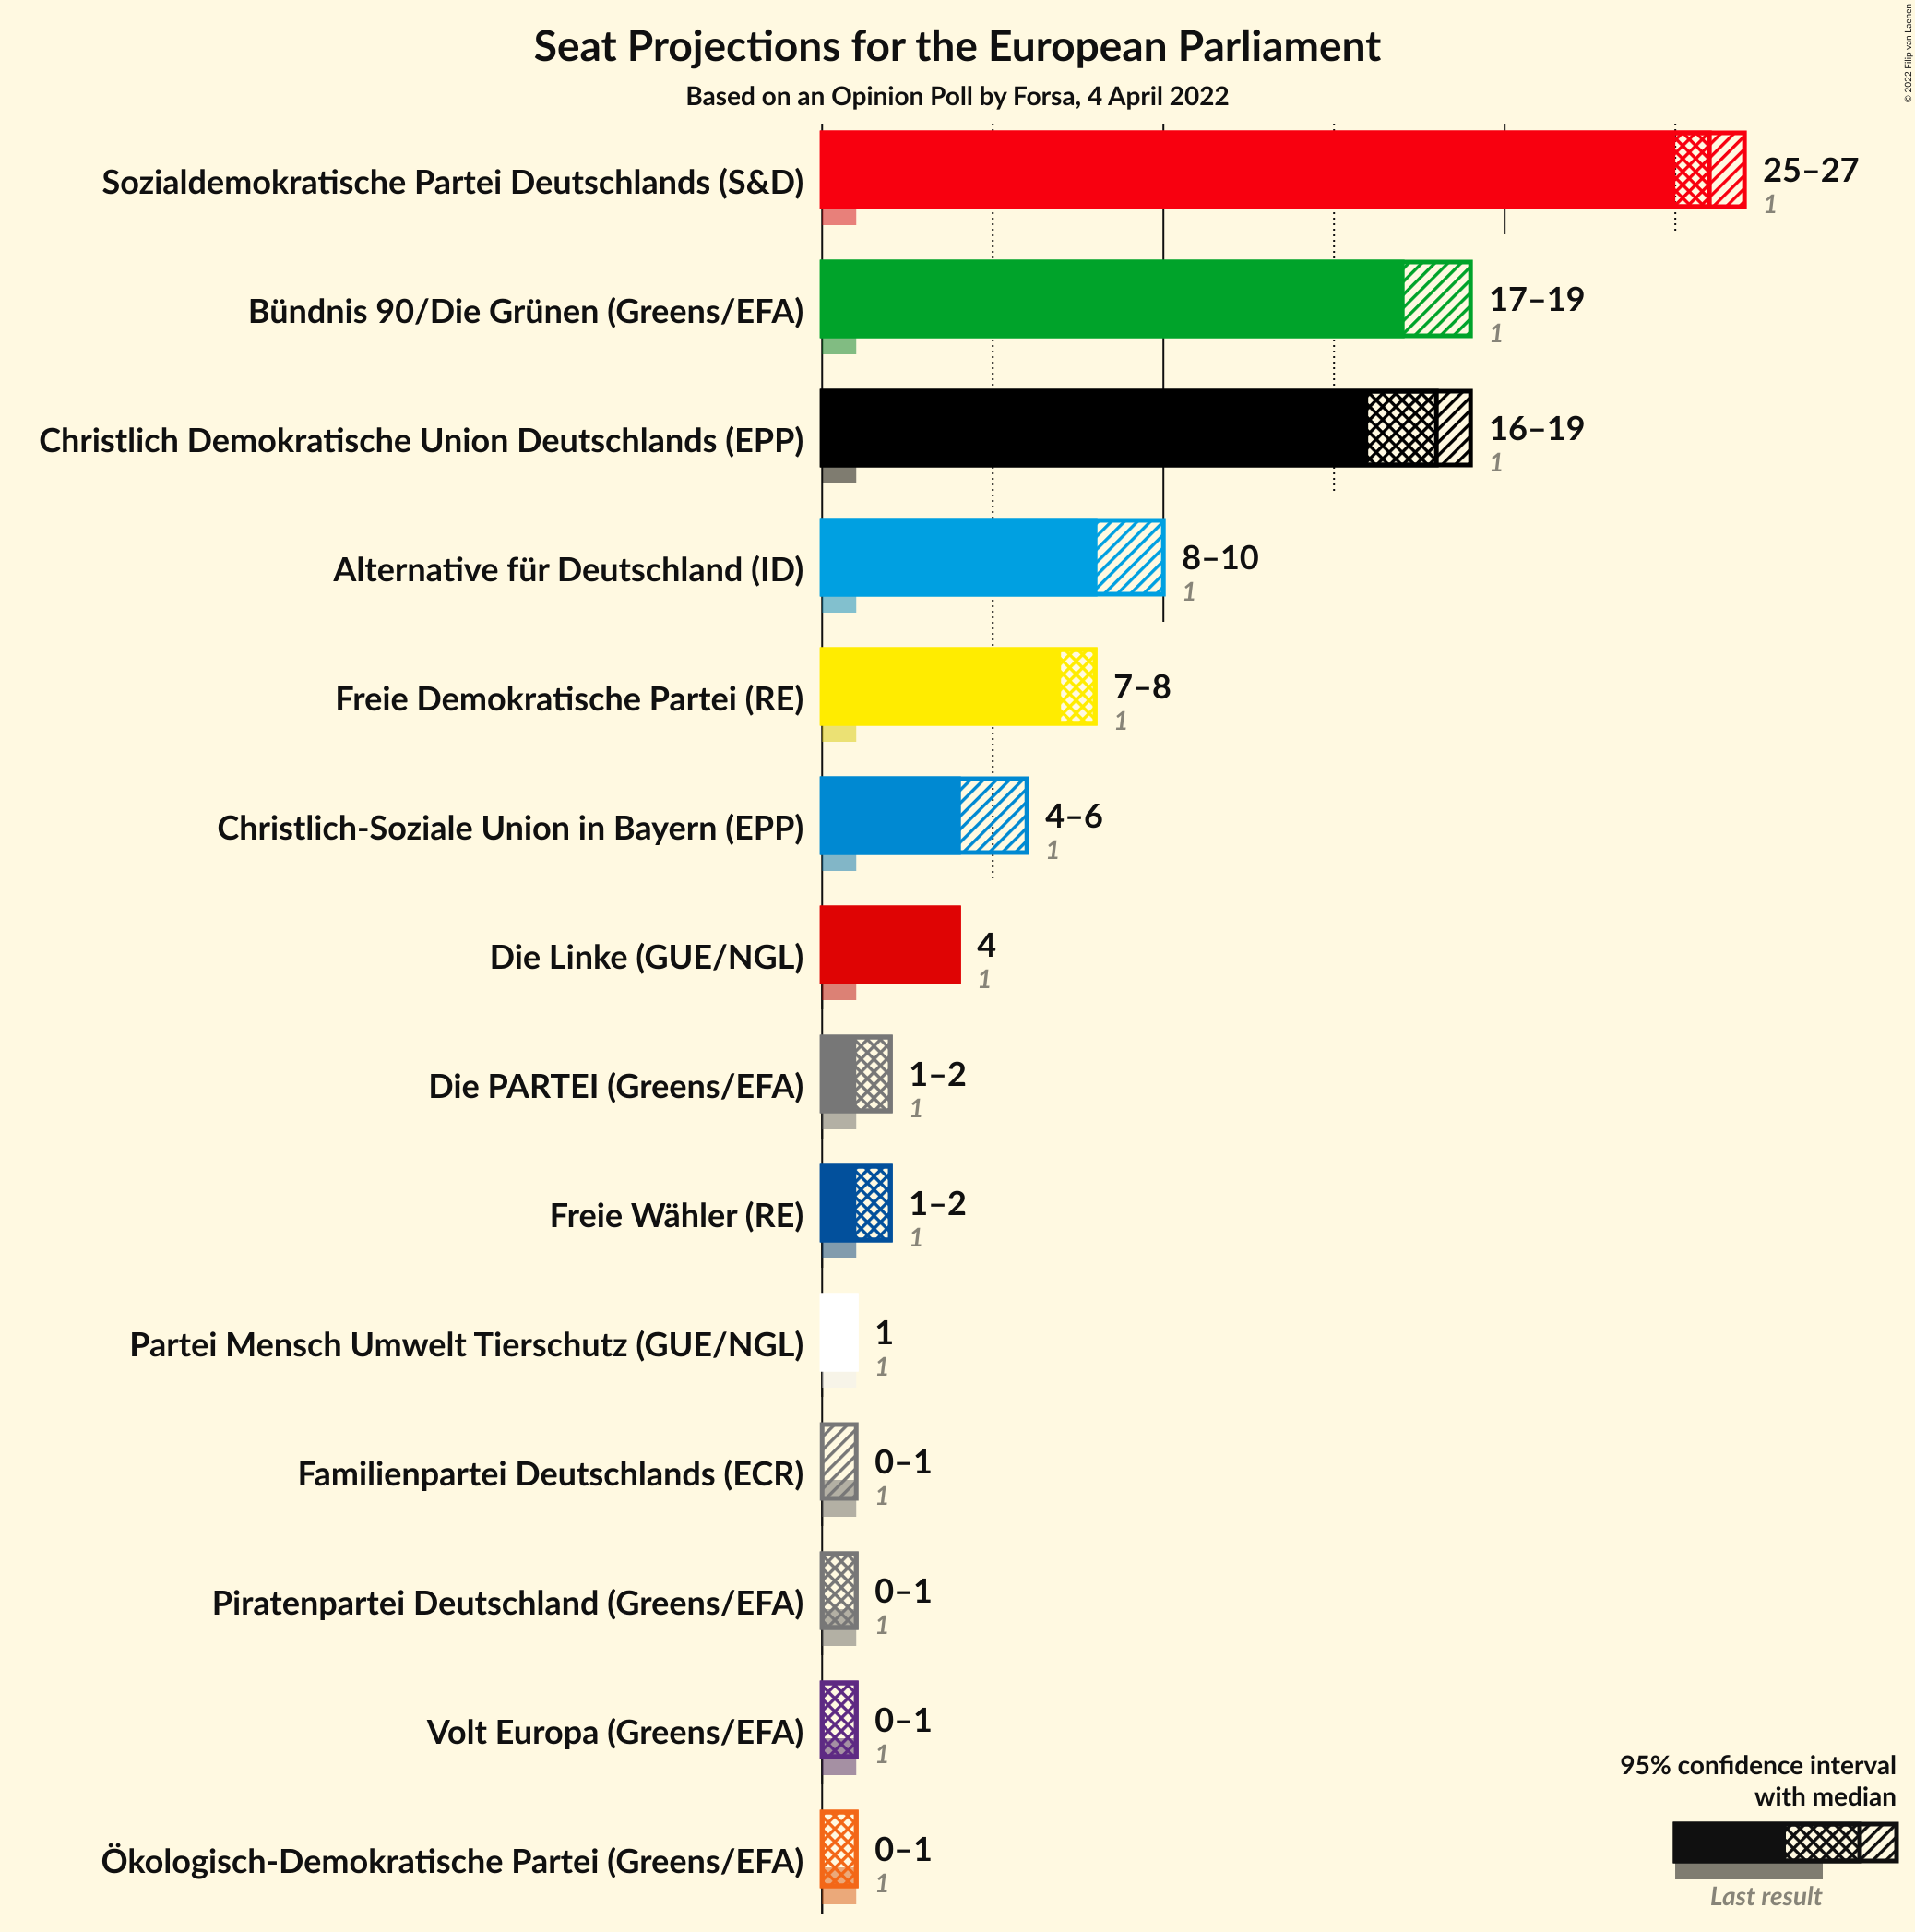 Seat Projections for the European Parliament
Based on an Opinion Poll by Forsa, 4 April 2022
© 2022 Filip van Laenen
Sozialdemokratische Partei Deutschlands (S&D)
25–27
1
Bündnis 90/Die Grünen (Greens/EFA)
17–19
1
Christlich Demokratische Union Deutschlands (EPP)
16–19
1
Alternative für Deutschland (ID)
8–10
1
Freie Demokratische Partei (RE)
7–8
1
Christlich-Soziale Union in Bayern (EPP)
4–6
1
Die Linke (GUE/NGL)
4
1
Die PARTEI (Greens/EFA)
1–2
1
Freie Wähler (RE)
1–2
1
Partei Mensch Umwelt Tierschutz (GUE/NGL)
1
1
Familienpartei Deutschlands (ECR)
0–1
1
Piratenpartei Deutschland (Greens/EFA)
0–1
1
Volt Europa (Greens/EFA)
0–1
1
Ökologisch-Demokratische Partei (Greens/EFA)
0–1
1
95% confidence interval
with median
Last result